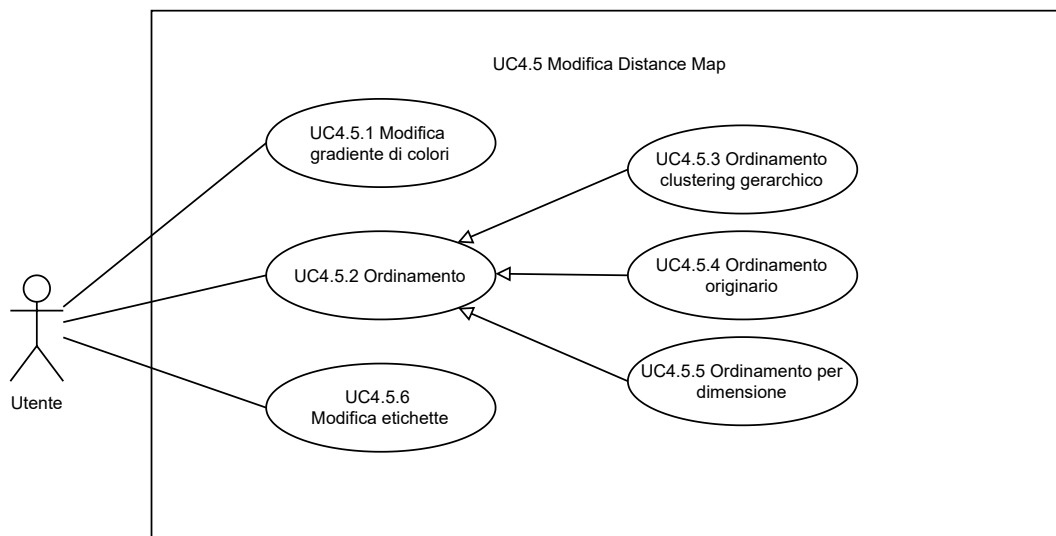 UC4.5 Modifica Distance Map
UC4.5.1 Modifica
gradiente di colori
UC4.5.3 Ordinamento
clustering gerarchico
UC4.5.2 Ordinamento
UC4.5.4 Ordinamento
originario
UC4.5.5 Ordinamento per
dimensione
UC4.5.6
Modifica etichette
Utente